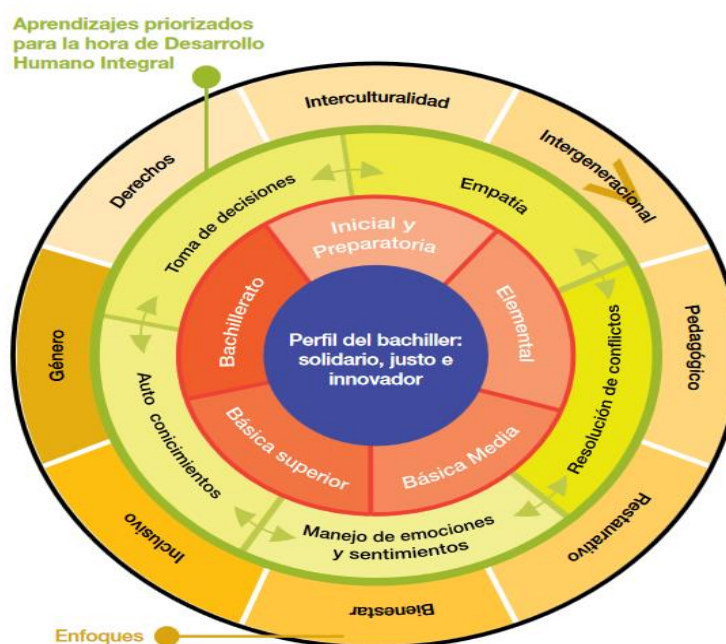 Aprendizajes priorizados
para la hora de Desarrollo
Humano Integral
Interculturalidad
Intergeneracional
Pedagógico
Restaurativo
Bienestar
Inclusivo
Género
Derechos
Toma de decisiones
Empatía
Resolución de conflictos
Manejo de emociones
y sentimientos
Auto conicimientos
Inicial y
Preparatoria
Elemental
Básica Media
Básica superior
Bachillerato
Perfil del bachiller:
solidario, justo e
innovador
Enfoques